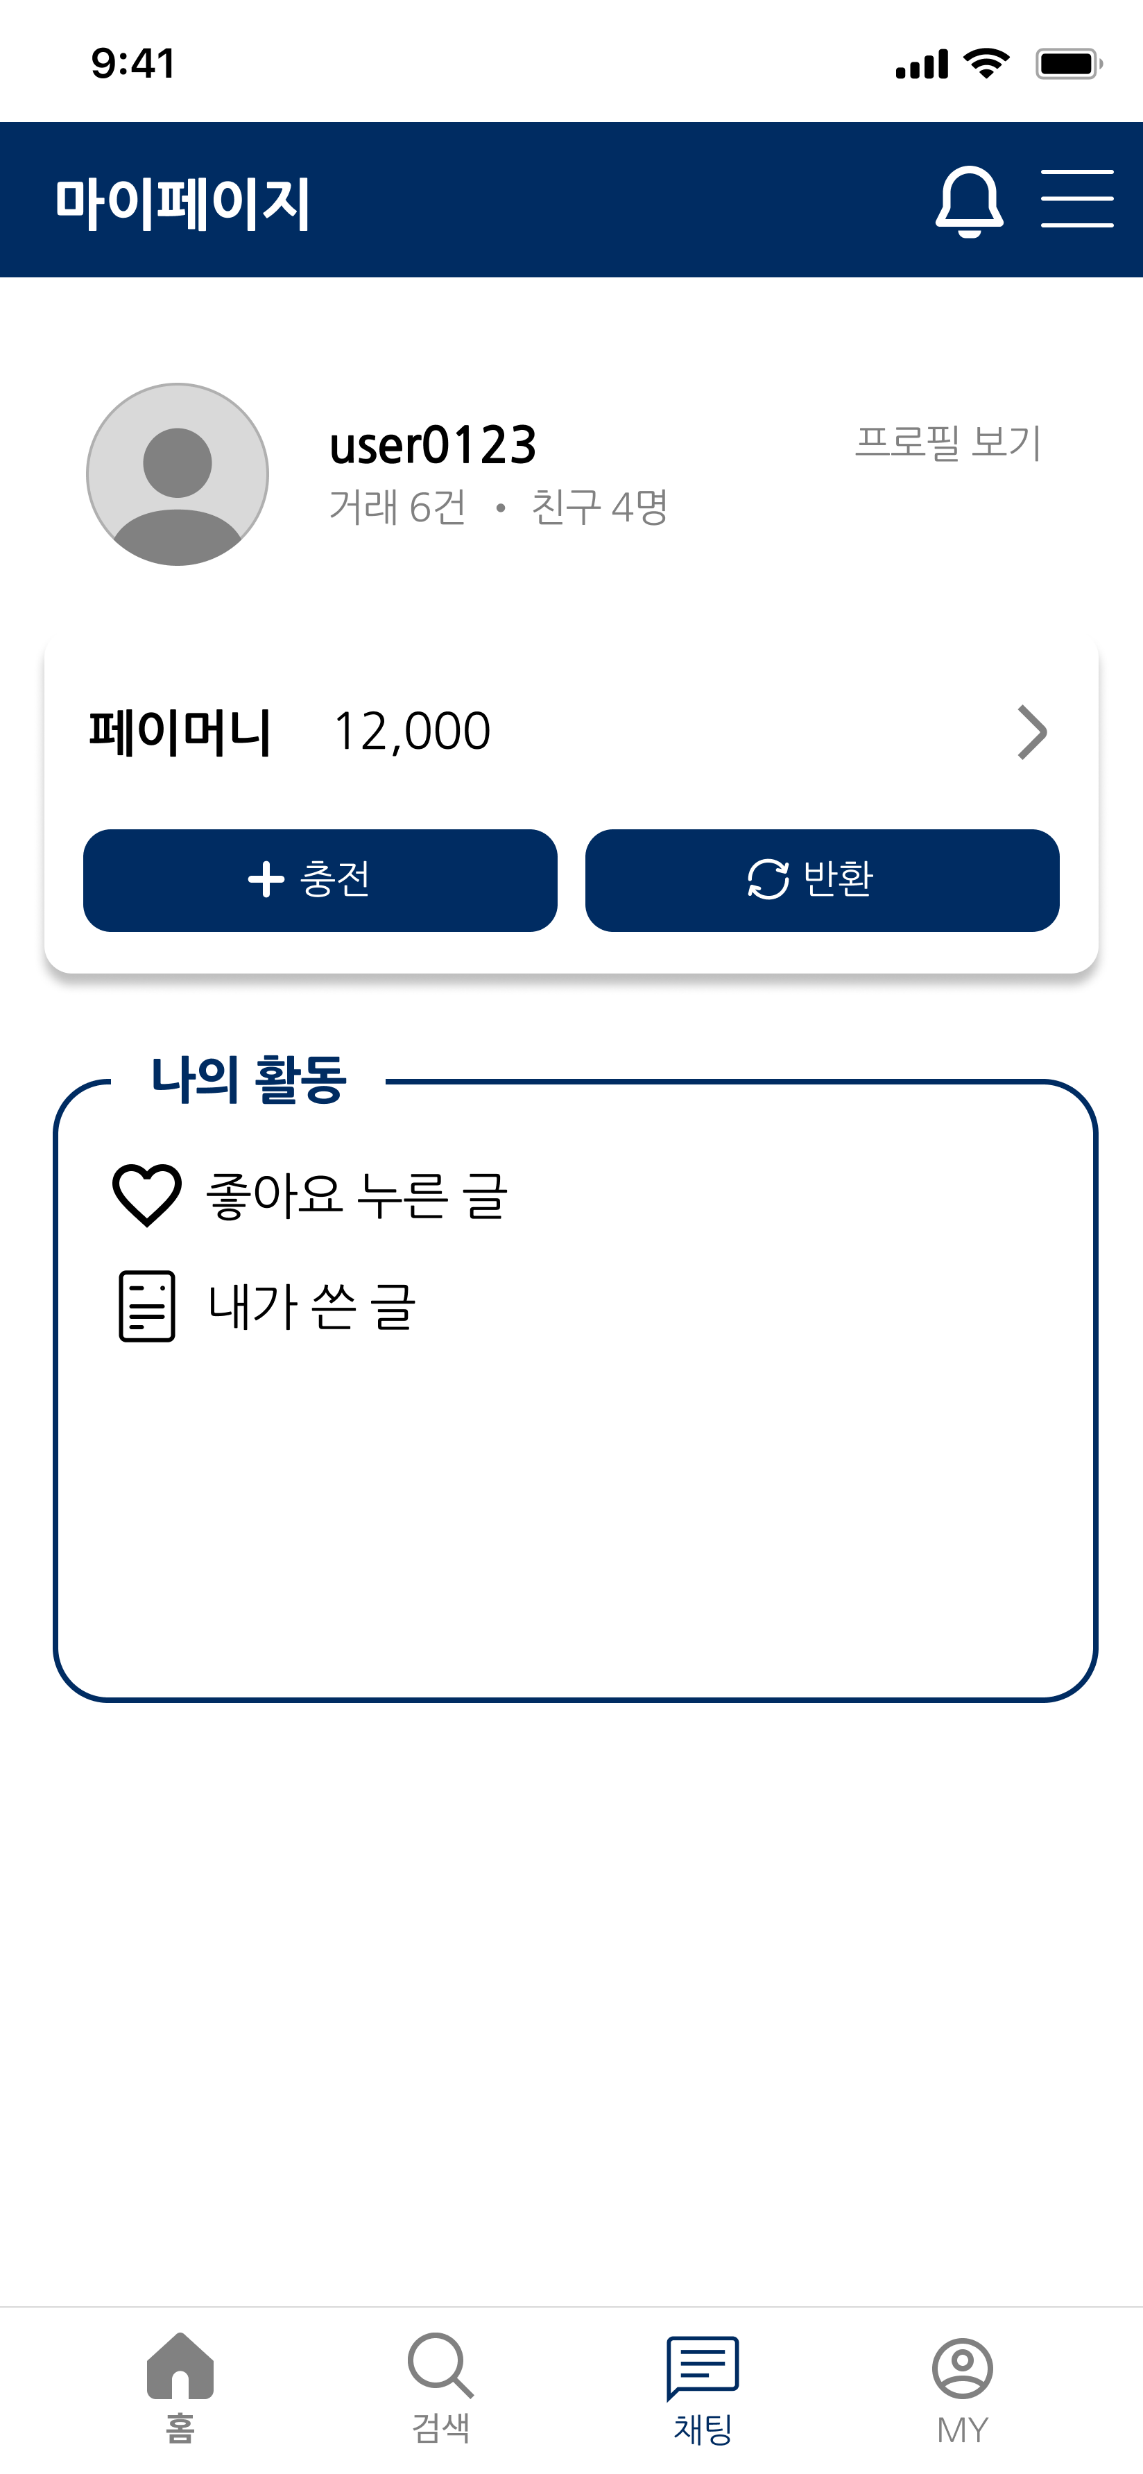 9:41
마이페이지
user0123
프로필 보기
거래 6건 • 친구 4명
페이머니 12,000
충전
반환
나의 활동
좋아요 누른 글
내가 쓴 글
홈
검색
채팅
MY